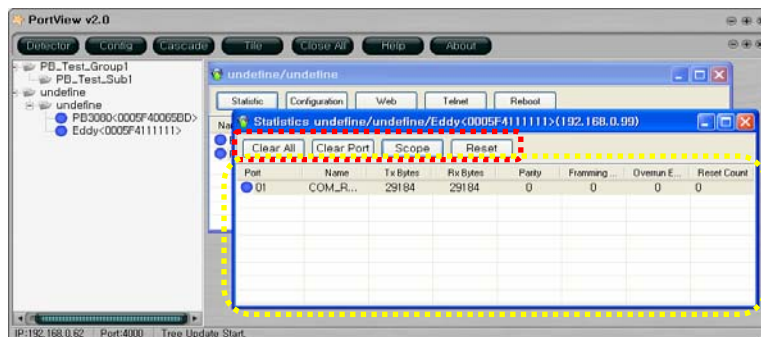 PortView v2.0
Detector Config Cascade Tile Close All Help About
PB_Test_Group1
PB_Test_Sub1
undefine
undefine
PB3080<0005F40065BD>
Eddy<0005F4111111>
undefine/undefine
Statistic Configuration Web Telnet Reboot
Statistics undefine/undefine/Eddy<0005F4111111>(192.168.0.99)
Clear All Clear Port Scope Reset
Port Name Tx Bytes Rx Bytes Parity Framming ... Overrun E... Reset Count
01 COM_R... 29184 29184 0 0 0 0
IP:192.168.0.62 Port:4000 Tree Update Start.